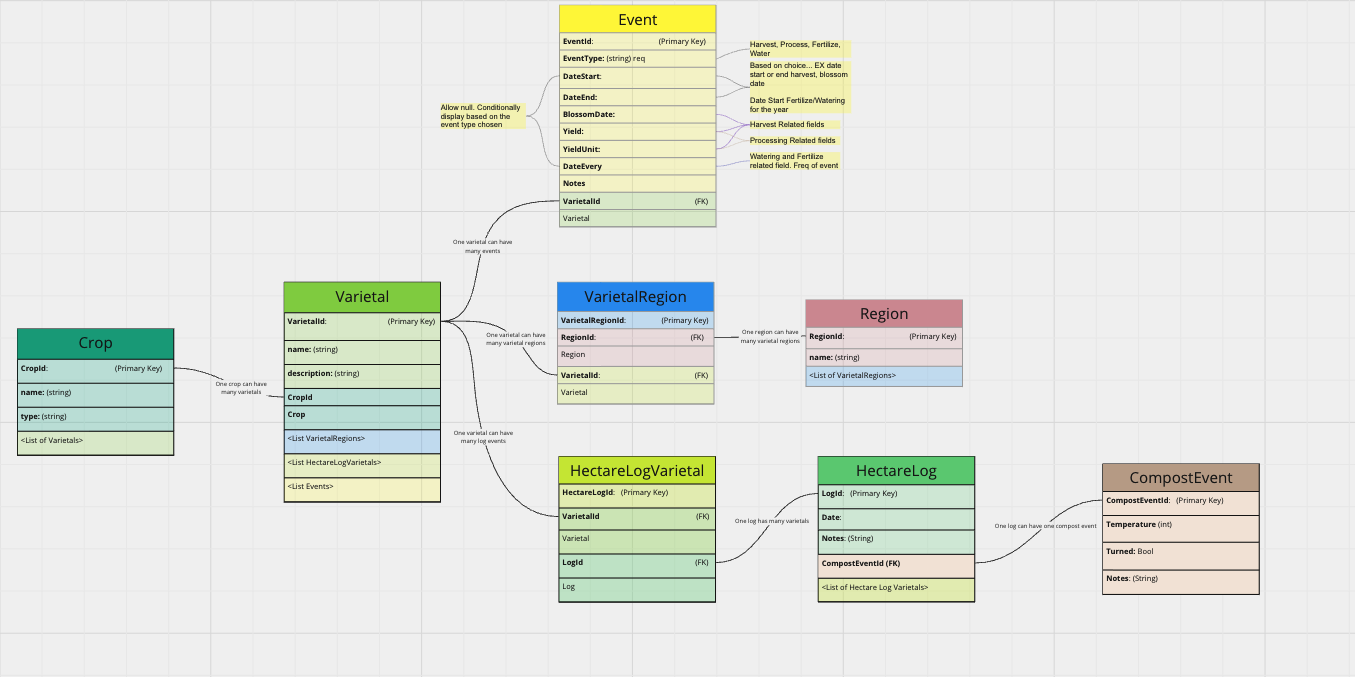 Event
EventId: (Primary Key)
EventType: (string) req
DateStart:
DateEnd:
BlossomDate:
Yield:
YieldUnit:
DateEvery
Notes
VarietalId (FK)
Varietal
Harvest, Process, Fertilize,
Water
Based on choice... EX date
start or end harvest, blossom
date
Date Start Fertilize/Watering
for the year
Harvest Related fields
Processing Related fields
Watering and Fertilize
related field. Freq of event
Allow null. Conditionally
display based on the
event type chosen
One varietal can have
many events
Crop
CropId: (Primary Key)
name: (string)
type: (string)
<List of Varietals>
One crop can have
many varietals
Varietal
VarietalId: (Primary Key)
name: (string)
description: (string)
CropId
Crop
<List VarietalRegions>
<List HectareLogVarietals>
<List Events>
One varietal can have
many varietal regions
VarietalRegion
VarietalRegionId: (Primary Key)
RegionId: (FK)
Region
VarietalId: (FK)
Varietal
One region can have
many varietal regions
Region
RegionId: (Primary Key)
name: (string)
<List of VarietalRegions>
One varietal can have
many log events
HectareLogVarietal
HectareLogId: (Primary Key)
VarietalId (FK)
Varietal
LogId (FK)
Log
One log has many varietals
HectareLog
LogId: (Primary Key)
Date:
Notes: (String)
CompostEventId (FK)
<List of Hectare Log Varietals>
One log can have one compost event
CompostEvent
CompostEventId: (Primary Key)
Temperature (int)
Turned: Bool
Notes: (String)